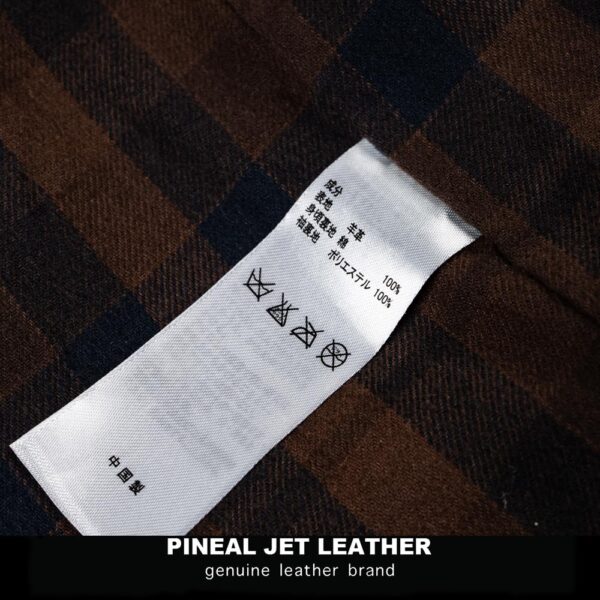 成分
表地 羊革
身頃裏地 綿 100%
袖裏地 ポリエステル 100%
中国製
PINEAL JET LEATHER
genuine leather brand